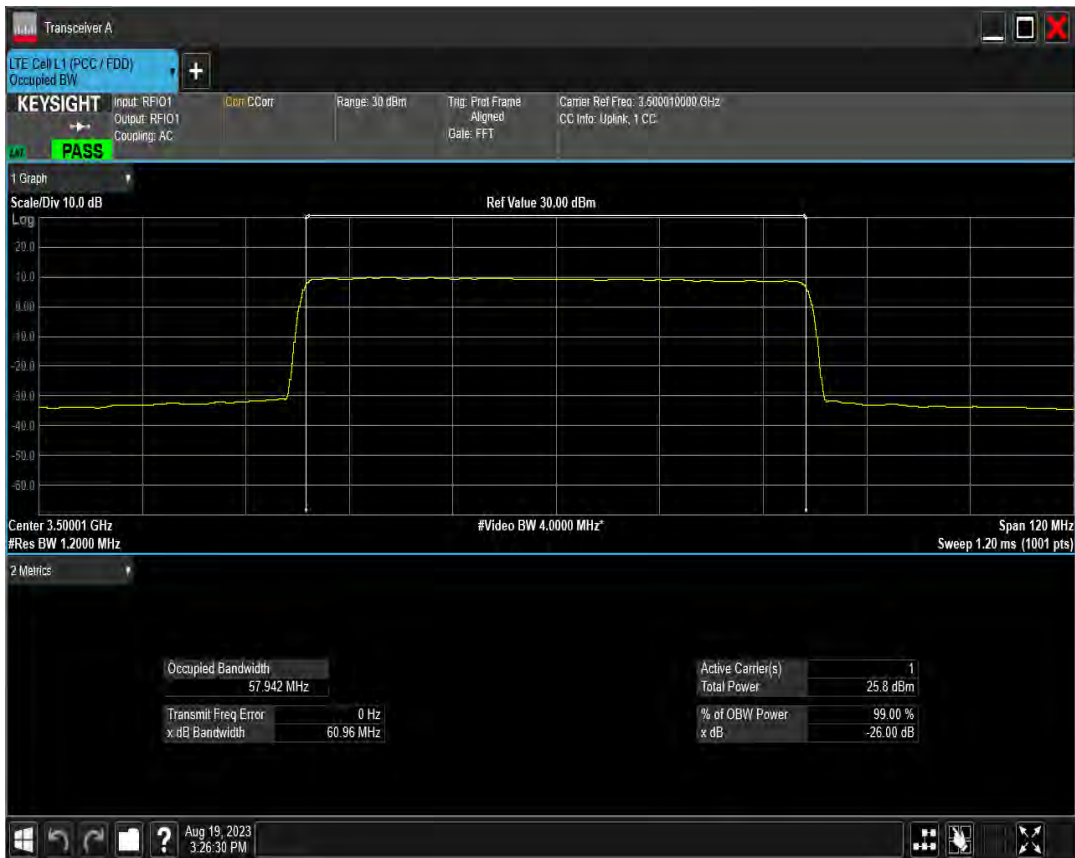 Transceiver A
LTE Cell L1 (PCC / FDD)
Occupied BW
+
KEYSIGHT
Input: RFIO1
Output: RFIO1
Coupling: AC
Corr CCorr
Range: 30 dBm
Trig: Prot Frame
Aligned
Gate: FFT
Carrier Ref Freq: 3.500010000 GHz
CC Info: Uplink, 1 CC
PASS
1 Graph
Scale/Div 10.0 dB
Ref Value 30.00 dBm
Log
20.0
10.0
0.00
-10.0
-20.0
-30.0
-40.0
-50.0
-60.0
Center 3.50001 GHz
#Video BW 4.0000 MHz*
Span 120 MHz
#Res BW 1.2000 MHz
Sweep 1.20 ms (1001 pts)
2 Metrics
Occupied Bandwidth
57.942 MHz
Transmit Freq Error 0 Hz
x dB Bandwidth 60.96 MHz
Active Carrier(s) 1
Total Power 25.8 dBm
% of OBW Power 99.00 %
x dB -26.00 dB
?
Aug 19, 2023
3:26:30 PM